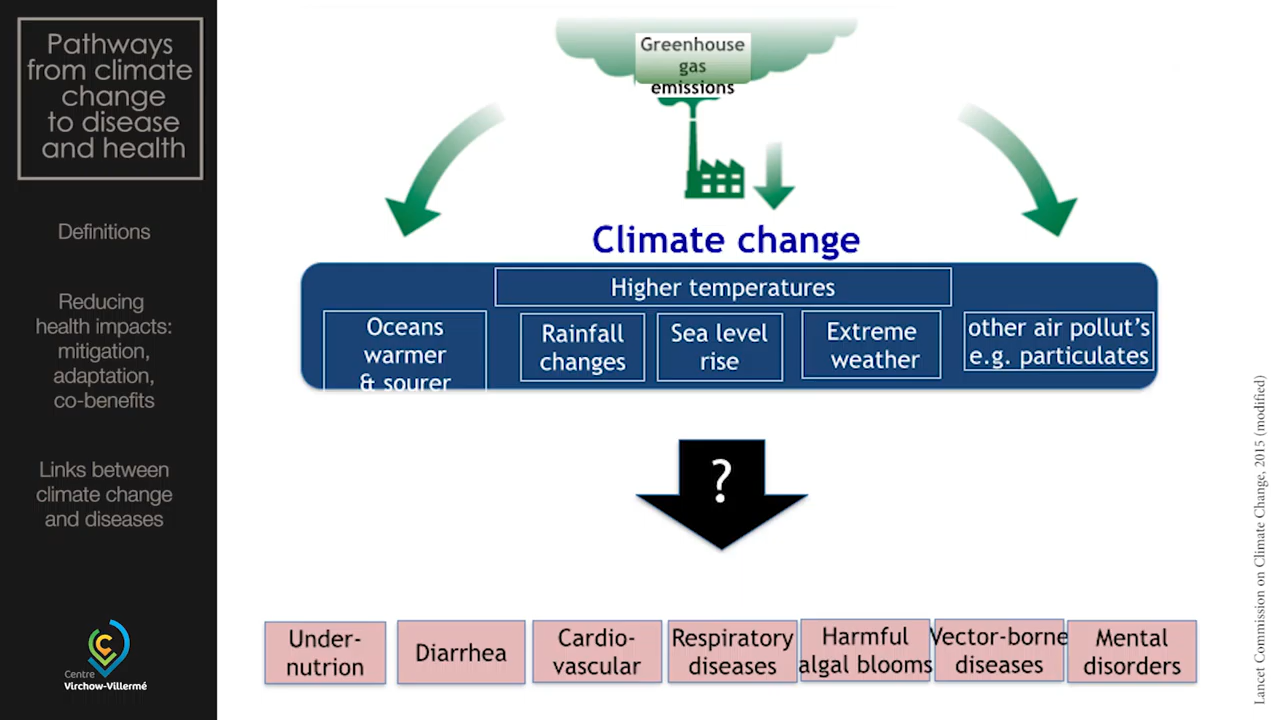 Pathways
from climate
change
to disease
and health
Definitions
Reducing
health impacts:
mitigation,
adaptation,
co-benefits
Links between
climate change
and diseases
Centre
Virchow-Villermé
Greenhouse
gas
emissions
Climate change
Higher temperatures
Oceans
warmer
& sourer
Rainfall
changes
Sea level
rise
Extreme
weather
other air pollut's
e.g. particulates
?
Under-
nutrion
Diarrhea
Cardio-
vascular
Respiratory
diseases
Harmful
algal blooms
Vector-borne
diseases
Mental
disorders
Lancet Commission on Climate Change, 2015 (modified)